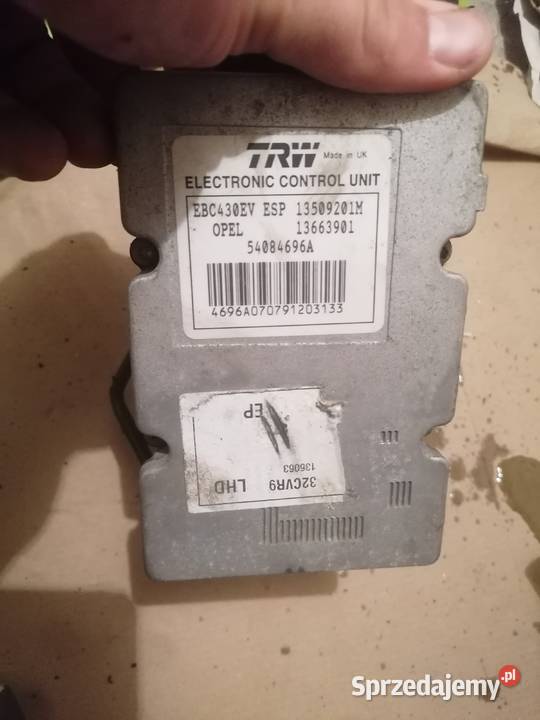 TRW Made in UK
ELECTRONIC CONTROL UNIT
EBC430EV ESP 13509201M
OPEL 13663901
54084696A
4696A070791203133
EP
32CVR9 LHD
136063
Sprzedajemy.pl